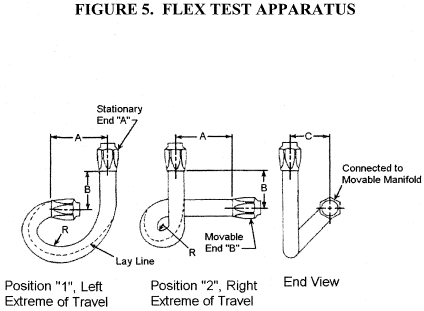 FIGURE 5. FLEX TEST APPARATUS
Stationary
End "A"
A
A
C
B
B
Connected to
Movable Manifold
R
R
Movable
End "B"
Lay Line
Position "1", Left
Extreme of Travel
Position "2", Right
Extreme of Travel
End View